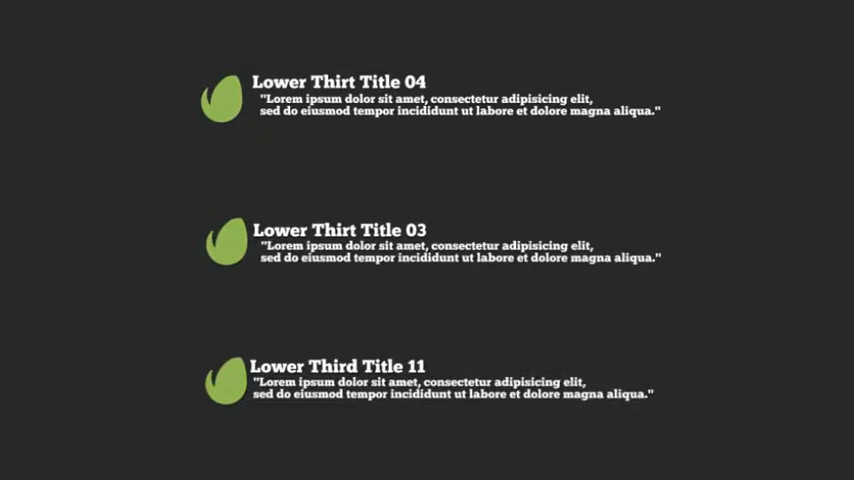 Lower Thirt Title 04
"Lorem ipsum dolor sit amet, consectetur adipisicing elit,
sed do eiusmod tempor incididunt ut labore et dolore magna aliqua."
Lower Thirt Title 03
"Lorem ipsum dolor sit amet, consectetur adipisicing elit,
sed do eiusmod tempor incididunt ut labore et dolore magna aliqua."
Lower Third Title 11
"Lorem ipsum dolor sit amet, consectetur adipisicing elit,
sed do eiusmod tempor incididunt ut labore et dolore magna aliqua."